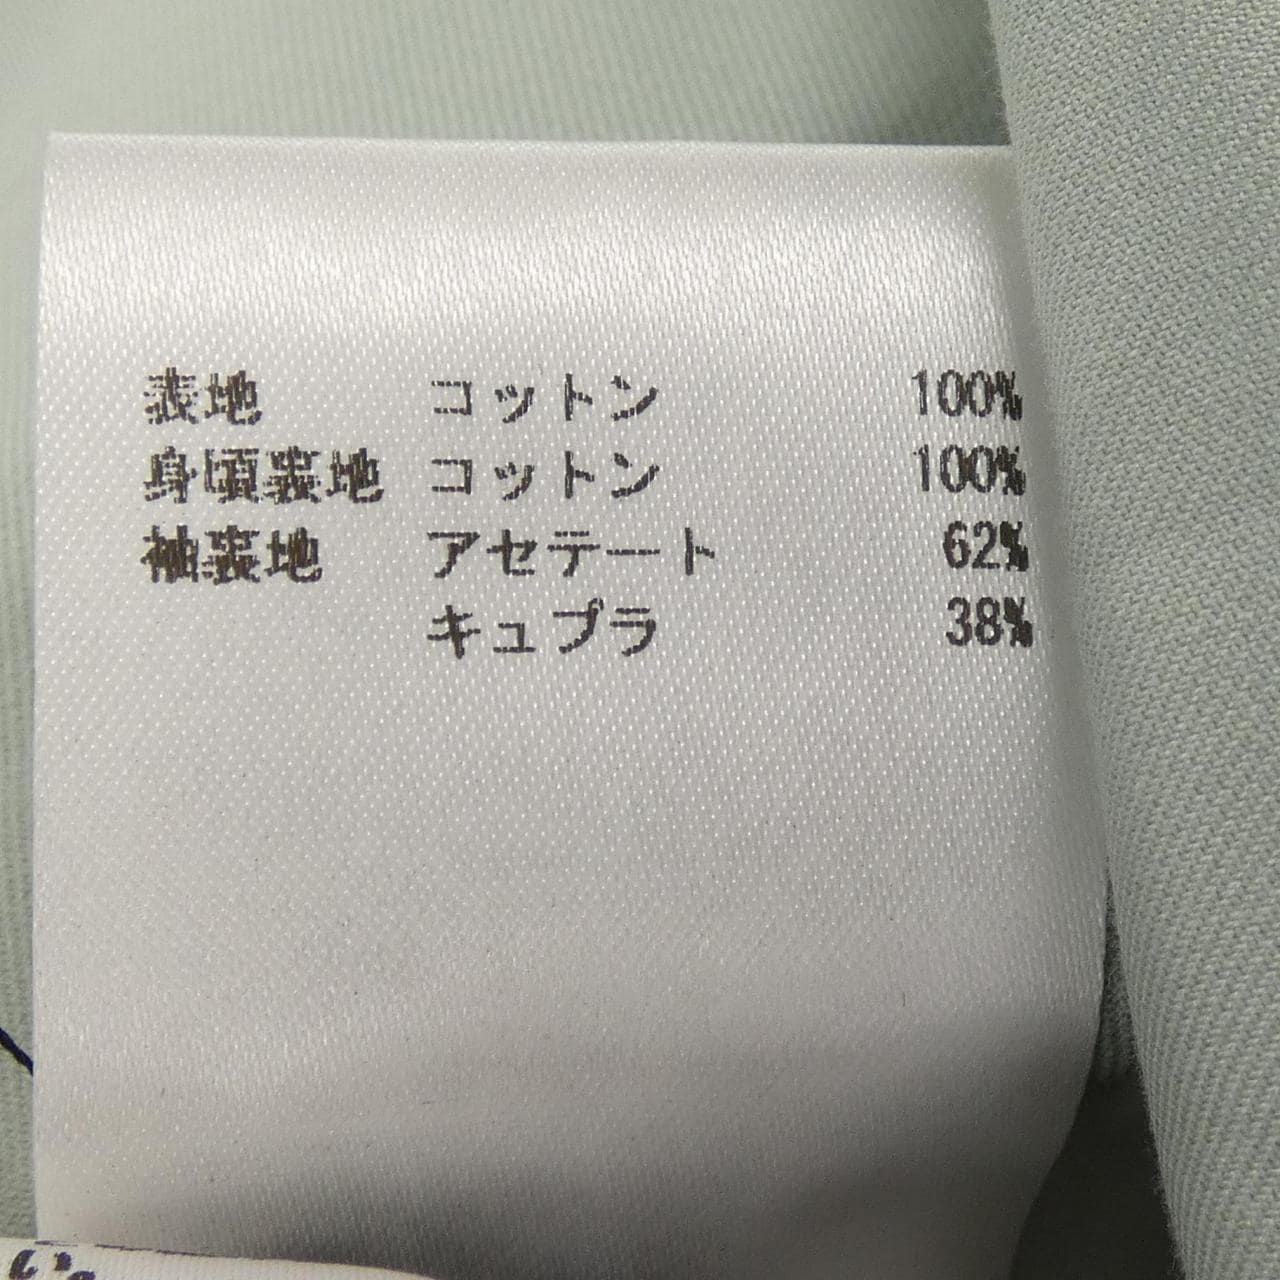 表地 コットン 100%
身頃裏地 コットン 100%
袖裏地 アセテート 62%
キュプラ 38%